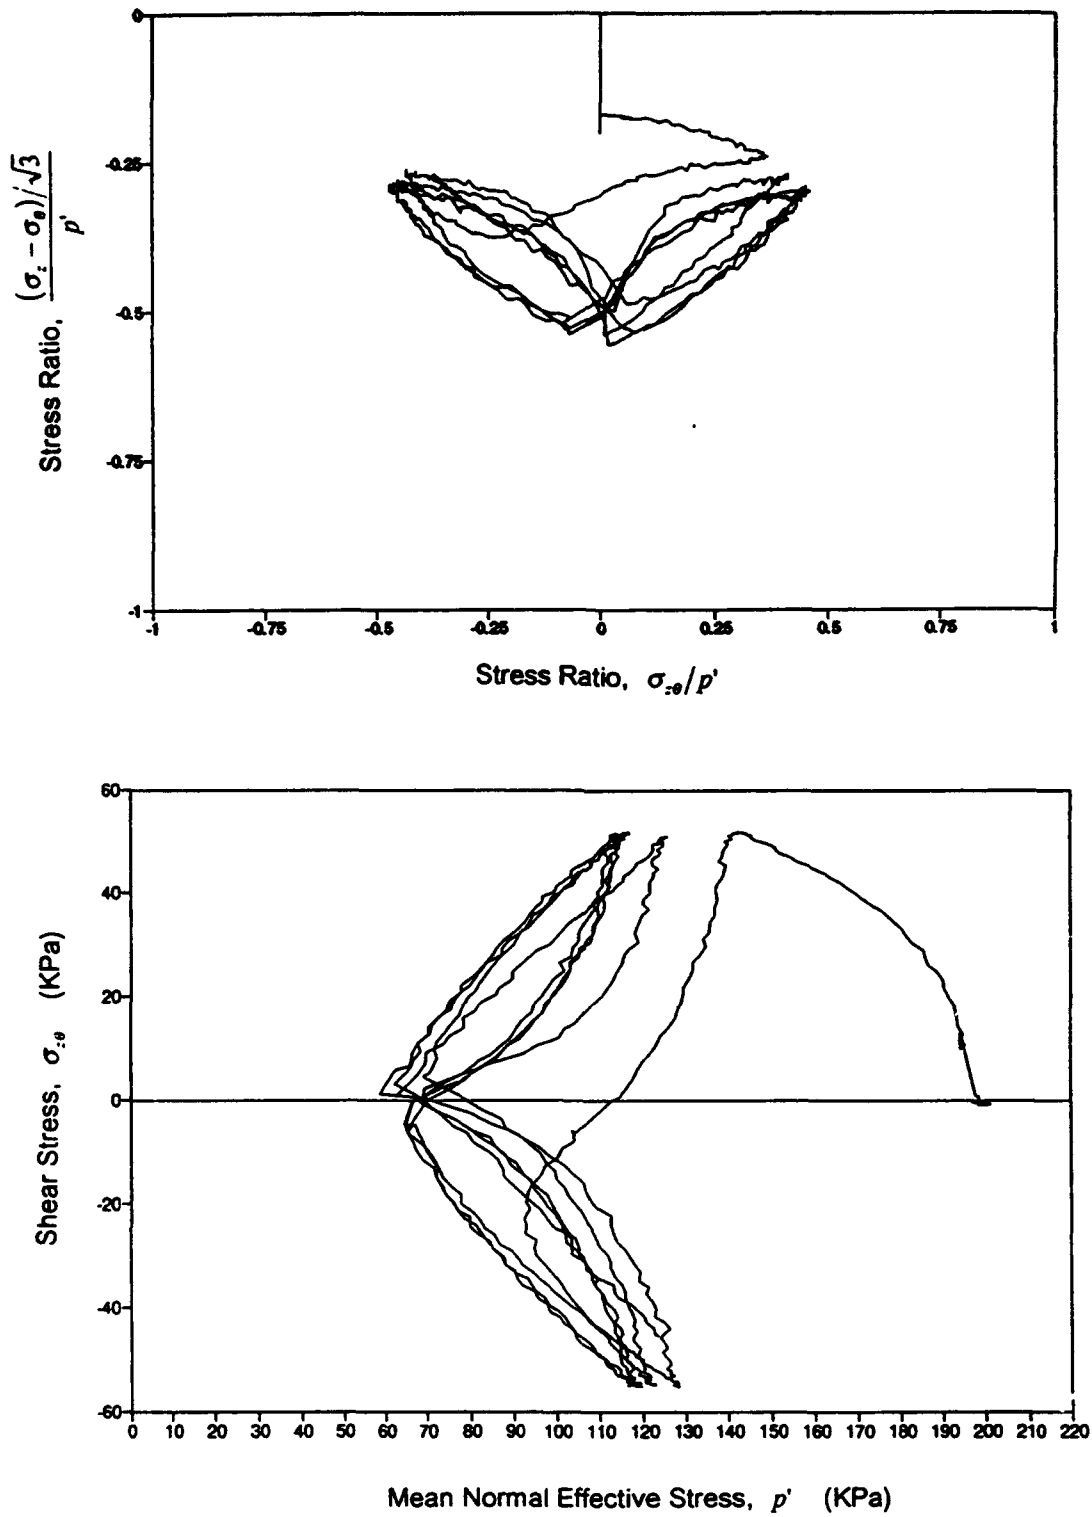 0
-0.25
-0.5
-0.75
-1
Stress Ratio, (σz − σθ)/√3 / p'
-1 -0.75 -0.5 -0.25 0 0.25 0.5 0.75 1
Stress Ratio, σzθ/p'
60
40
20
0
-20
-40
-60
Shear Stress, σzθ (KPa)
0 10 20 30 40 50 60 70 80 90 100 110 120 130 140 150 160 170 180 190 200 210 220
Mean Normal Effective Stress, p' (KPa)